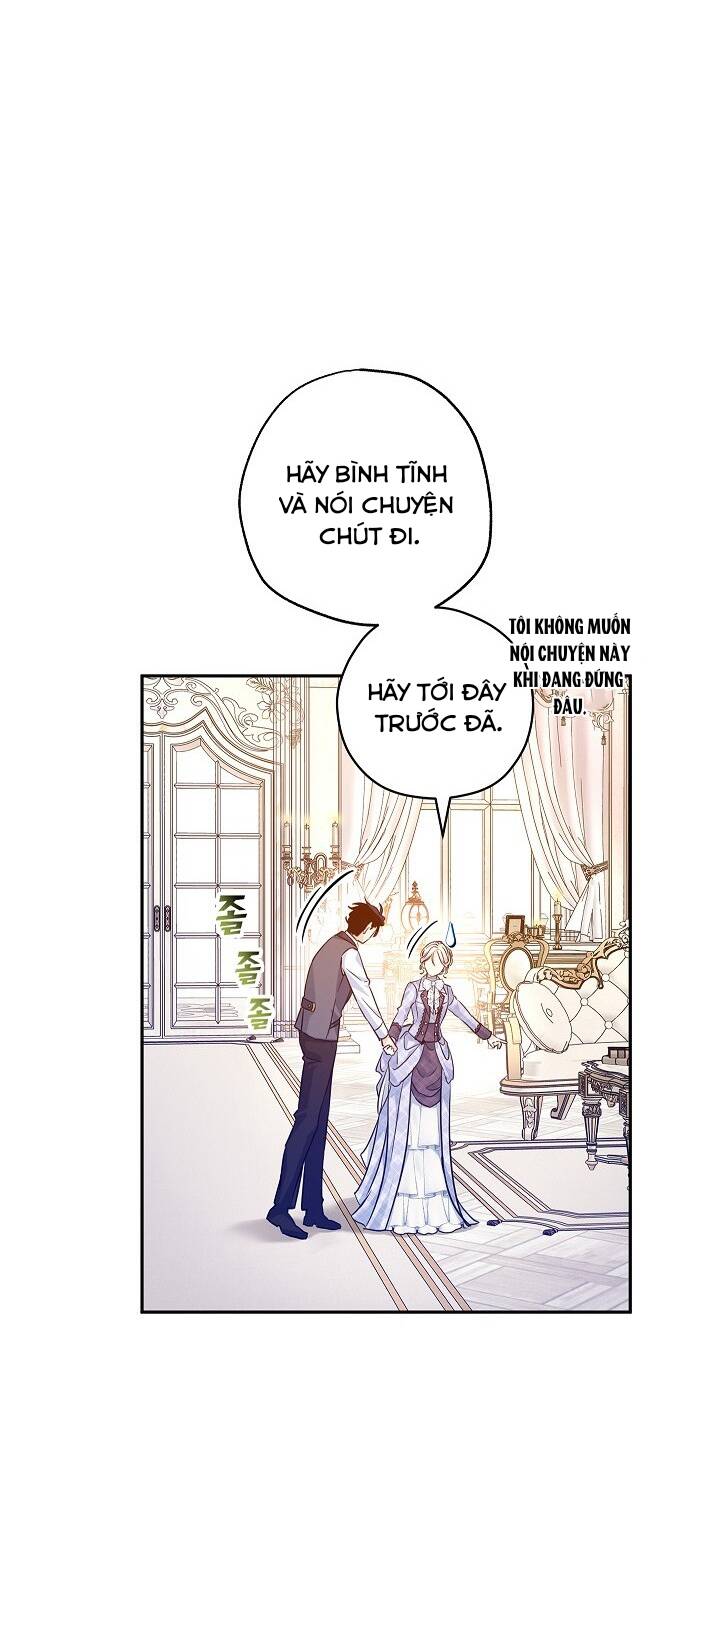 HÃY BÌNH TĨNH
VÀ NÓI CHUYỆN
CHÚT ĐI.
TÔI KHÔNG MUỐN
NÓI CHUYỆN NÀY
KHI ĐANG ĐỨNG
ĐÂU.
HÃY TỚI ĐÂY
TRƯỚC ĐÃ.
졸
졸
졸